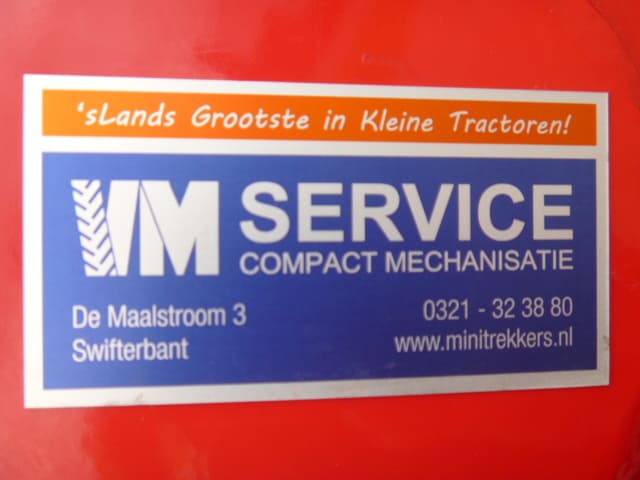 'sLands Grootste in Kleine Tractoren!
VM SERVICE
COMPACT MECHANISATIE
De Maalstroom 3
Swifterbant
0321 - 32 38 80
www.minitrekkers.nl